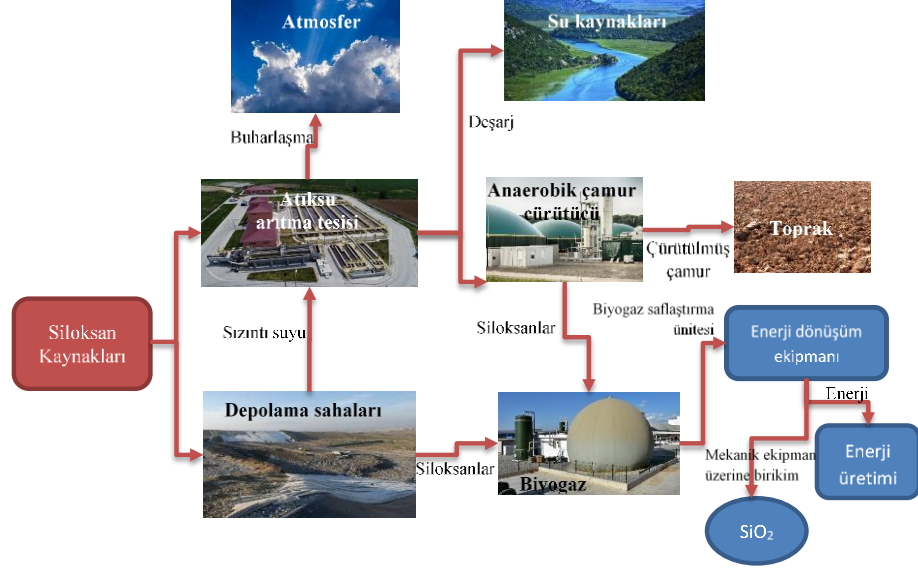 Atmosfer
Su kaynakları
Buharlaşma
Deşarj
Atıksu
arıtma tesisi
Anaerobik çamur
çürütücü
Toprak
Çürütülmüş
çamur
Siloksan
Kaynakları
Sızıntı suyu
Siloksanlar
Biyogaz saflaştırma
ünitesi
Enerji dönüşüm
ekipmanı
Enerji
Depolama sahaları
Siloksanlar
Biyogaz
Mekanik ekipman
üzerine birikim
Enerji
üretimi
SiO₂